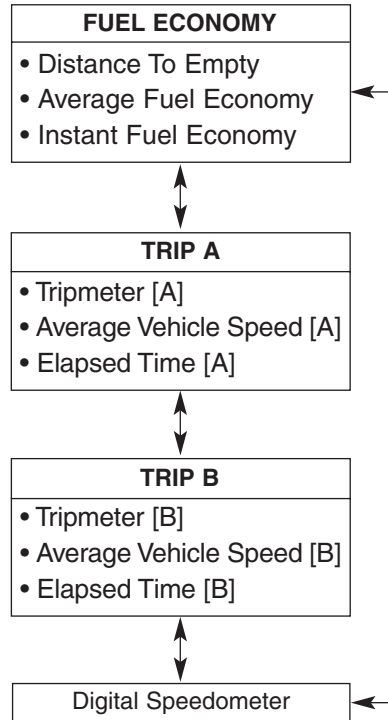 FUEL ECONOMY
• Distance To Empty
• Average Fuel Economy
• Instant Fuel Economy
TRIP A
• Tripmeter [A]
• Average Vehicle Speed [A]
• Elapsed Time [A]
TRIP B
• Tripmeter [B]
• Average Vehicle Speed [B]
• Elapsed Time [B]
Digital Speedometer